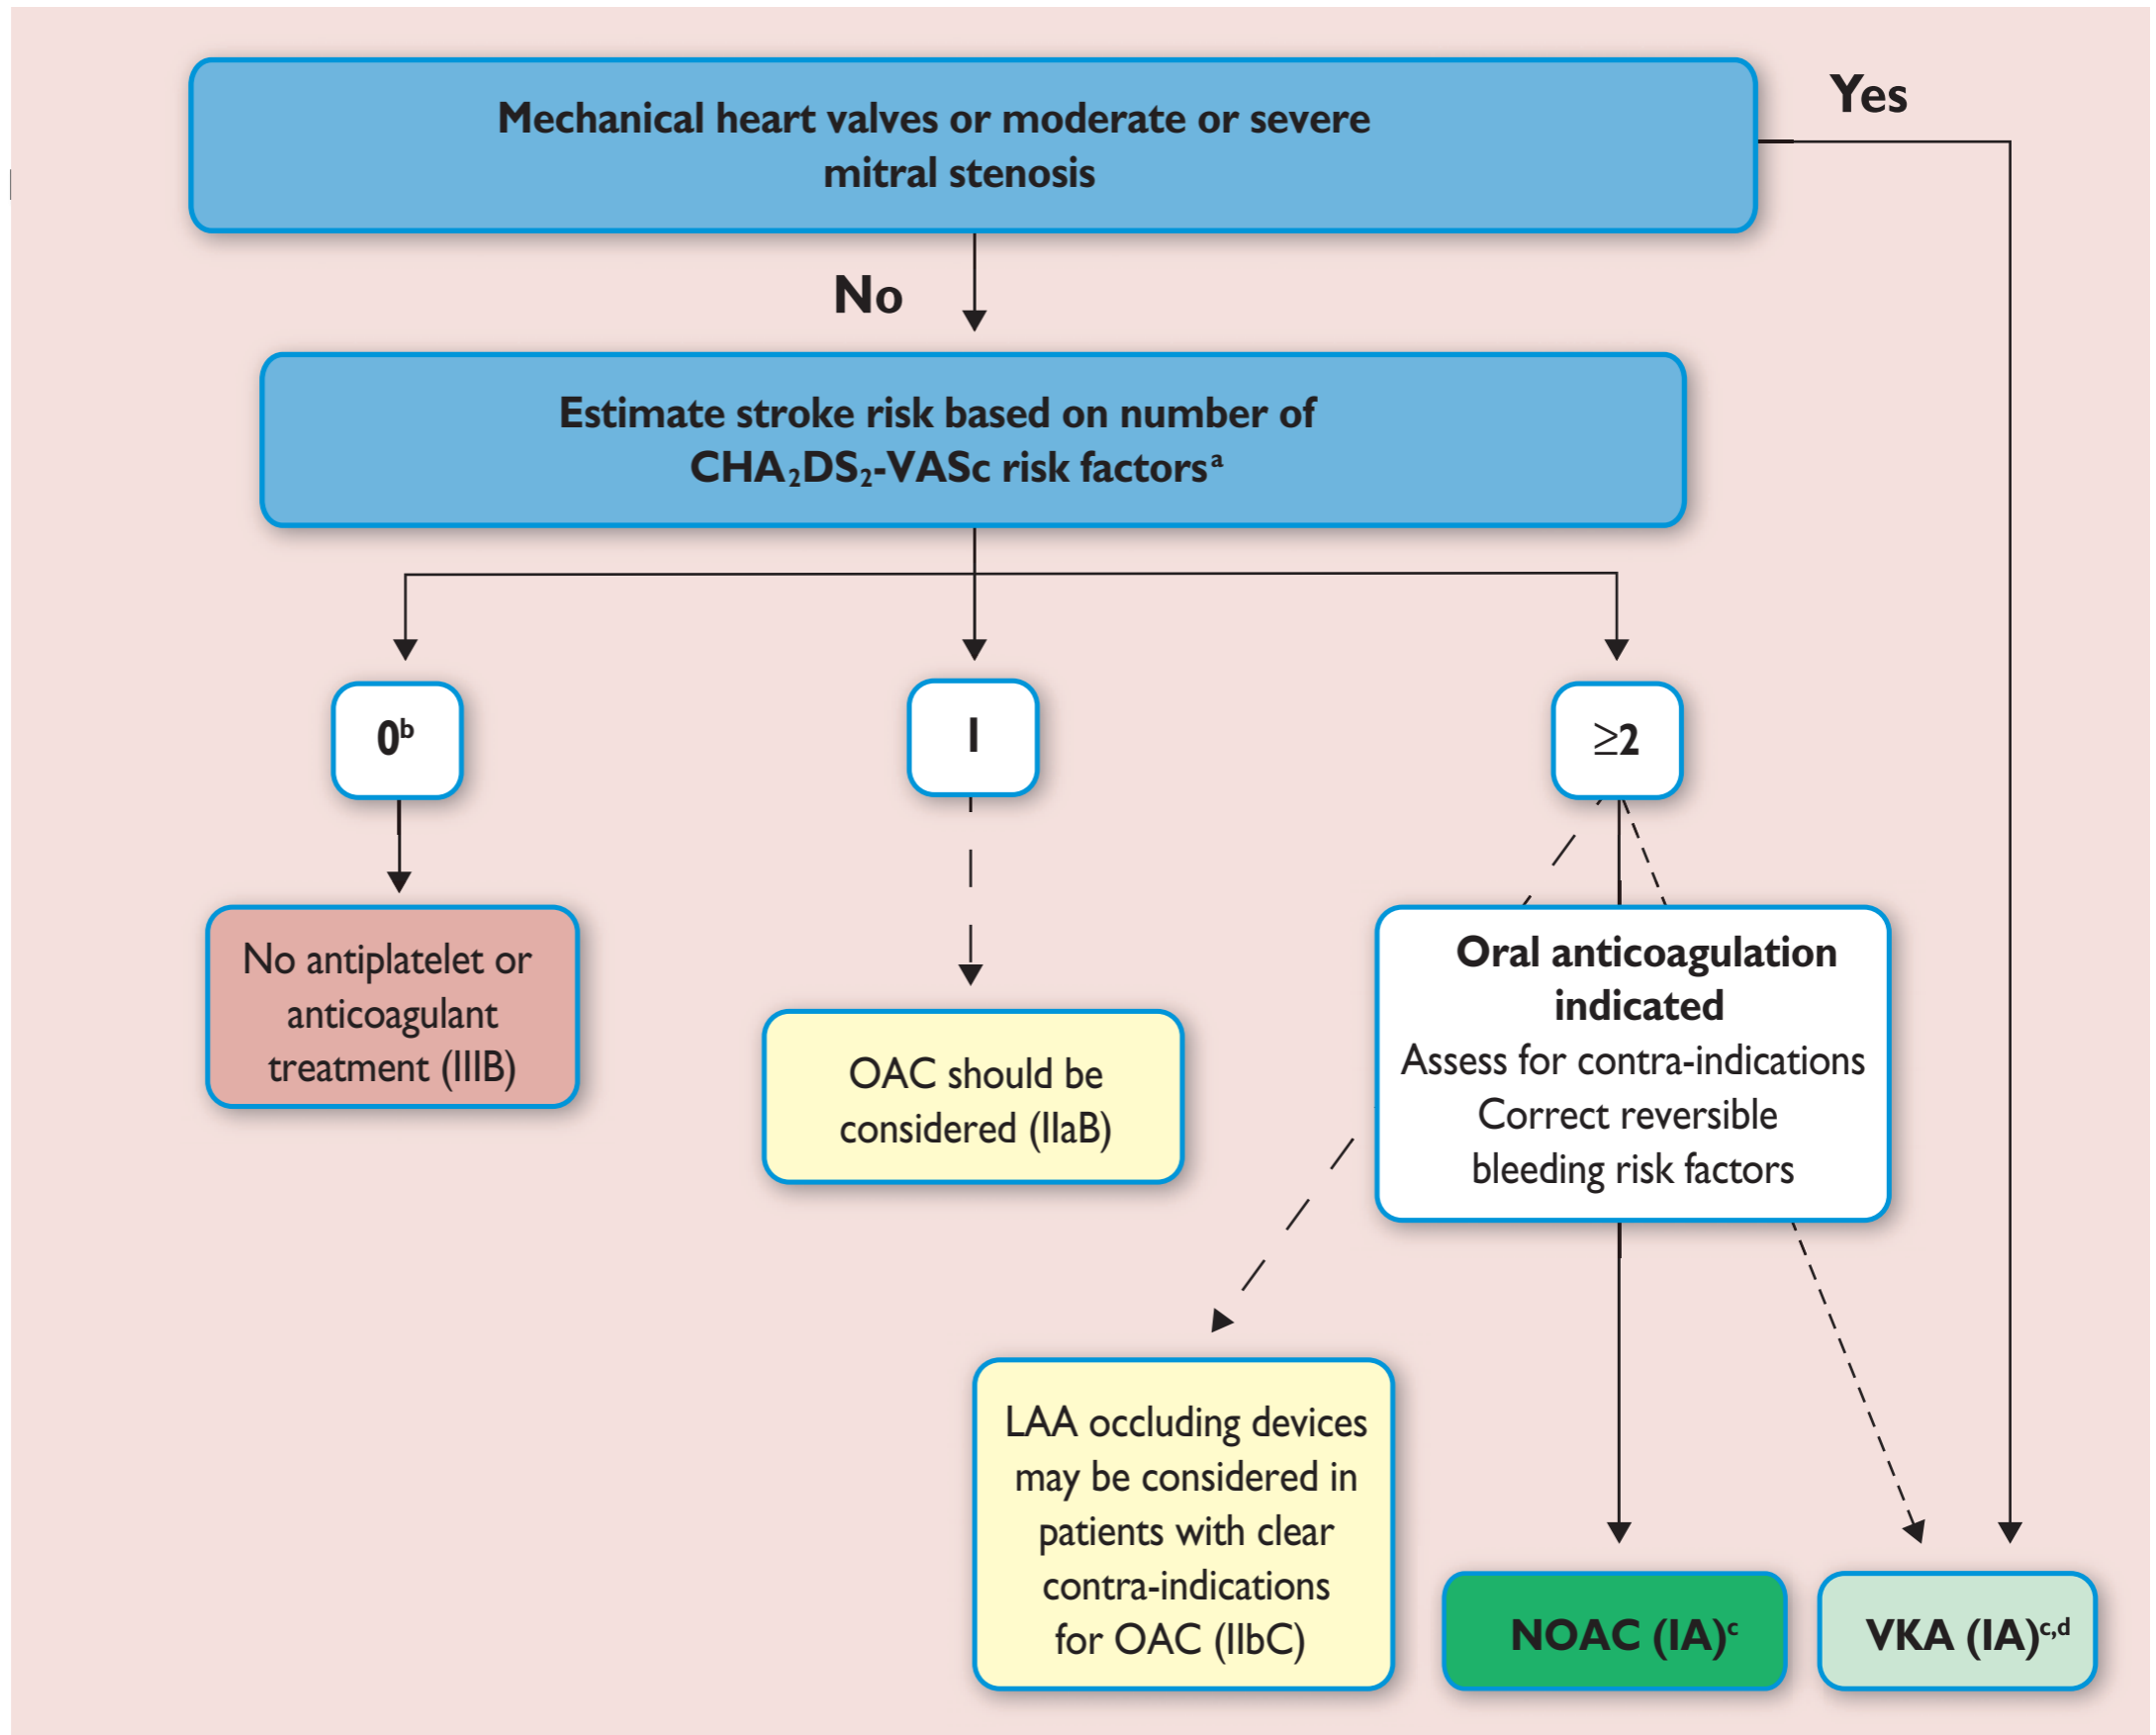 Mechanical heart valves or moderate or severe
mitral stenosis
Yes
No
Estimate stroke risk based on number of
CHA₂DS₂-VASc risk factorsᵃ
0ᵇ
1
≥2
No antiplatelet or
anticoagulant
treatment (IIIB)
OAC should be
considered (IIaB)
Oral anticoagulation
indicated
Assess for contra-indications
Correct reversible
bleeding risk factors
LAA occluding devices
may be considered in
patients with clear
contra-indications
for OAC (IIbC)
NOAC (IA)ᶜ
VKA (IA)ᶜ,ᵈ